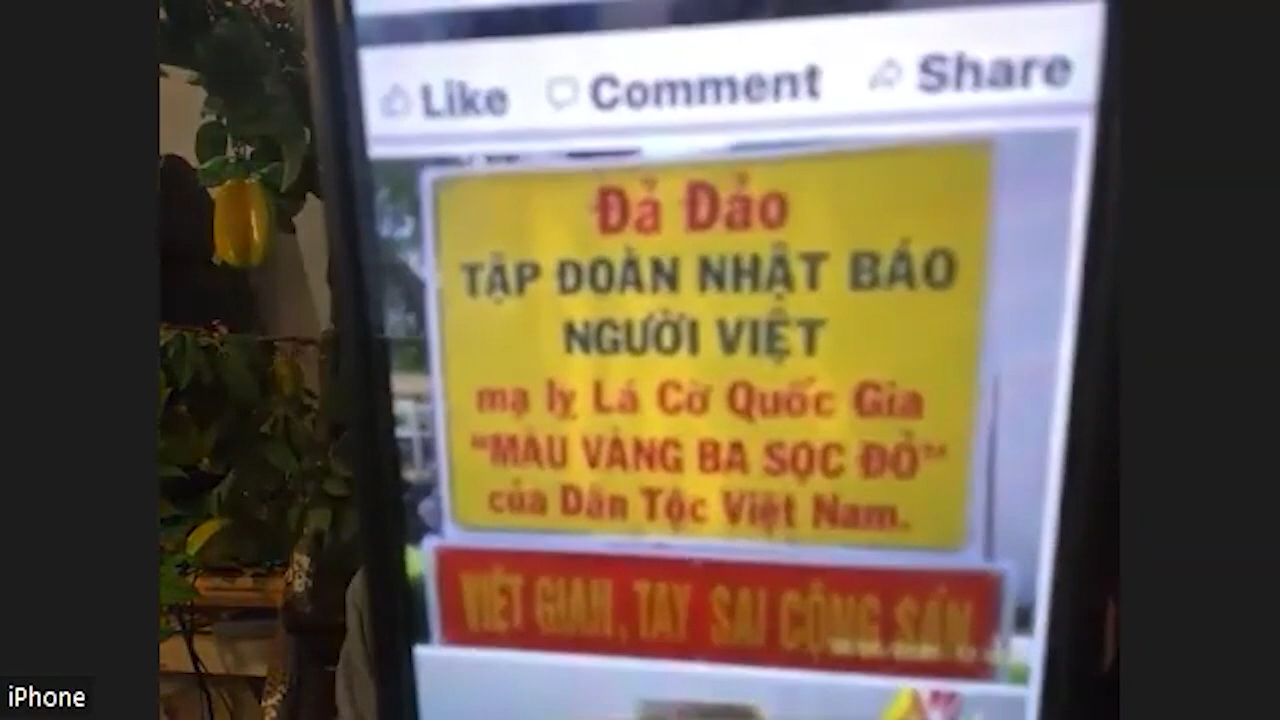 Like Comment Share
Đả Đảo
TẬP ĐOÀN NHẬT BÁO
NGƯỜI VIỆT
mạ lỵ Lá Cờ Quốc Gia
“MÀU VÀNG BA SỌC ĐỎ”
của Dân Tộc Việt Nam.
VIỆT GIAN, TAY SAI CỘNG SẢN
iPhone